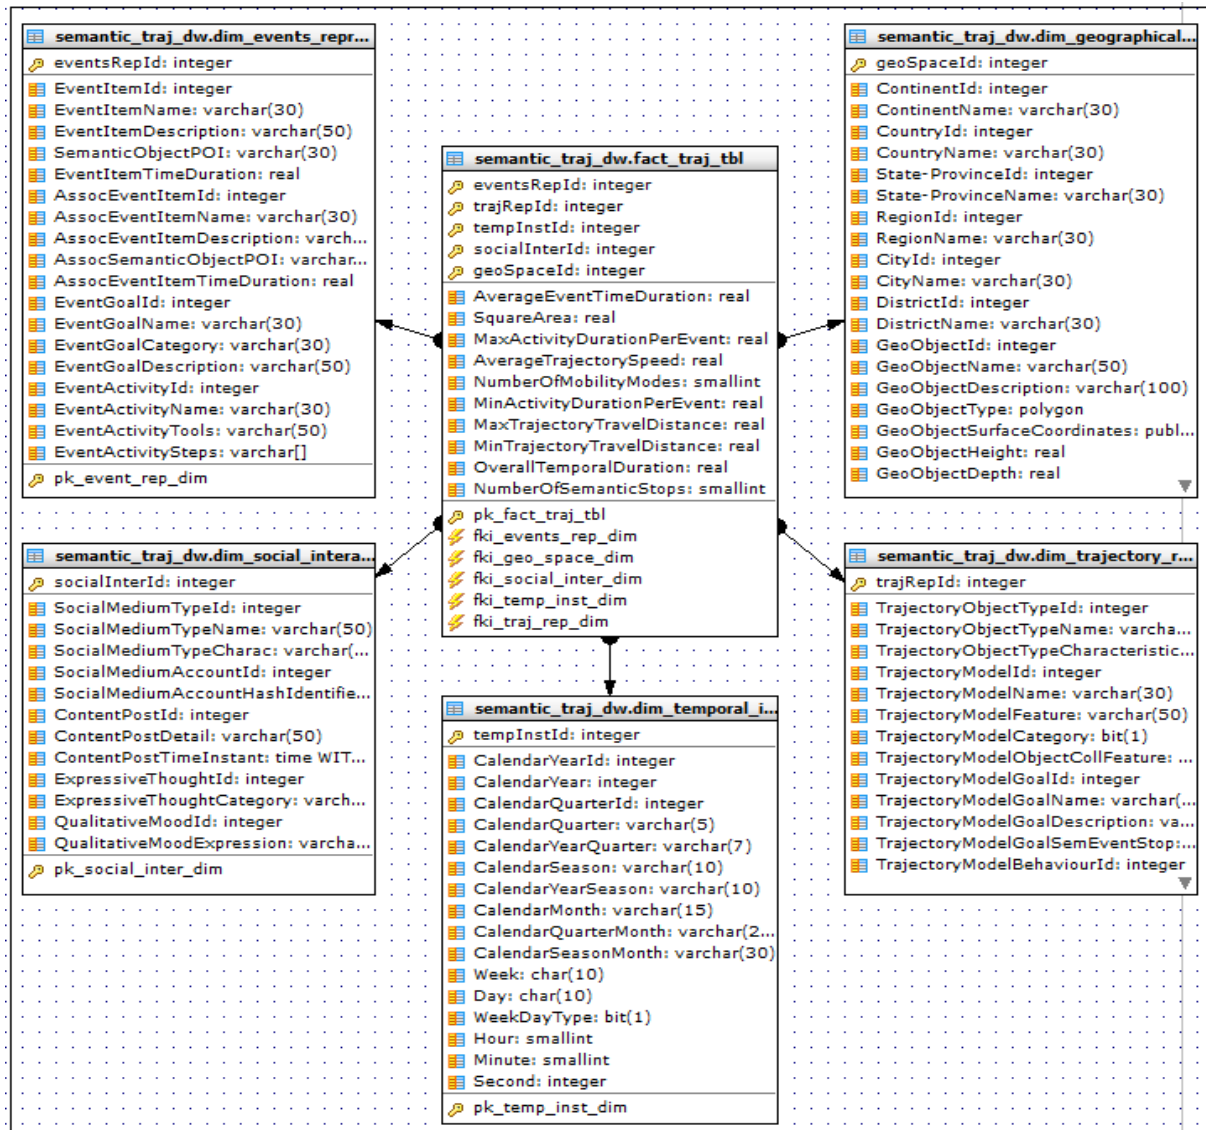 semantic_traj_dw.dim_events_repr...
eventsRepId: integer
EventItemId: integer
EventItemName: varchar(30)
EventItemDescription: varchar(50)
SemanticObjectPOI: varchar(30)
EventItemTimeDuration: real
AssocEventItemId: integer
AssocEventItemName: varchar(30)
AssocEventItemDescription: varch...
AssocSemanticObjectPOI: varchar...
AssocEventItemTimeDuration: real
EventGoalId: integer
EventGoalName: varchar(30)
EventGoalCategory: varchar(30)
EventGoalDescription: varchar(50)
EventActivityId: integer
EventActivityName: varchar(30)
EventActivityTools: varchar(50)
EventActivitySteps: varchar[]
pk_event_rep_dim
semantic_traj_dw.fact_traj_tbl
eventsRepId: integer
trajRepId: integer
tempInstId: integer
socialInterId: integer
geoSpaceId: integer
AverageEventTimeDuration: real
SquareArea: real
MaxActivityDurationPerEvent: real
AverageTrajectorySpeed: real
NumberOfMobilityModes: smallint
MinActivityDurationPerEvent: real
MaxTrajectoryTravelDistance: real
MinTrajectoryTravelDistance: real
OverallTemporalDuration: real
NumberOfSemanticStops: smallint
pk_fact_traj_tbl
fki_events_rep_dim
fki_geo_space_dim
fki_social_inter_dim
fki_temp_inst_dim
fki_traj_rep_dim
semantic_traj_dw.dim_geographical...
geoSpaceId: integer
ContinentId: integer
ContinentName: varchar(30)
CountryId: integer
CountryName: varchar(30)
State-ProvinceId: integer
State-ProvinceName: varchar(30)
RegionId: integer
RegionName: varchar(30)
CityId: integer
CityName: varchar(30)
DistrictId: integer
DistrictName: varchar(30)
GeoObjectId: integer
GeoObjectName: varchar(50)
GeoObjectDescription: varchar(100)
GeoObjectType: polygon
GeoObjectSurfaceCoordinates: publ...
GeoObjectHeight: real
GeoObjectDepth: real
semantic_traj_dw.dim_social_intera...
socialInterId: integer
SocialMediumTypeId: integer
SocialMediumTypeName: varchar(50)
SocialMediumTypeCharac: varchar(...
SocialMediumAccountId: integer
SocialMediumAccountHashIdentifie...
ContentPostId: integer
ContentPostDetail: varchar(50)
ContentPostTimeInstant: time WIT...
ExpressiveThoughtId: integer
ExpressiveThoughtCategory: varch...
QualitativeMoodId: integer
QualitativeMoodExpression: varcha...
pk_social_inter_dim
semantic_traj_dw.dim_temporal_i...
tempInstId: integer
CalendarYearId: integer
CalendarYear: integer
CalendarQuarterId: integer
CalendarQuarter: varchar(5)
CalendarYearQuarter: varchar(7)
CalendarSeason: varchar(10)
CalendarYearSeason: varchar(10)
CalendarMonth: varchar(15)
CalendarQuarterMonth: varchar(2...
CalendarSeasonMonth: varchar(30)
Week: char(10)
Day: char(10)
WeekDayType: bit(1)
Hour: smallint
Minute: smallint
Second: integer
pk_temp_inst_dim
semantic_traj_dw.dim_trajectory_r...
trajRepId: integer
TrajectoryObjectTypeId: integer
TrajectoryObjectTypeName: varcha...
TrajectoryObjectTypeCharacteristic...
TrajectoryModelId: integer
TrajectoryModelName: varchar(30)
TrajectoryModelFeature: varchar(50)
TrajectoryModelCategory: bit(1)
TrajectoryModelObjectCollFeature: ...
TrajectoryModelGoalId: integer
TrajectoryModelGoalName: varchar(...
TrajectoryModelGoalDescription: va...
TrajectoryModelGoalSemEventStop:...
TrajectoryModelBehaviourId: integer